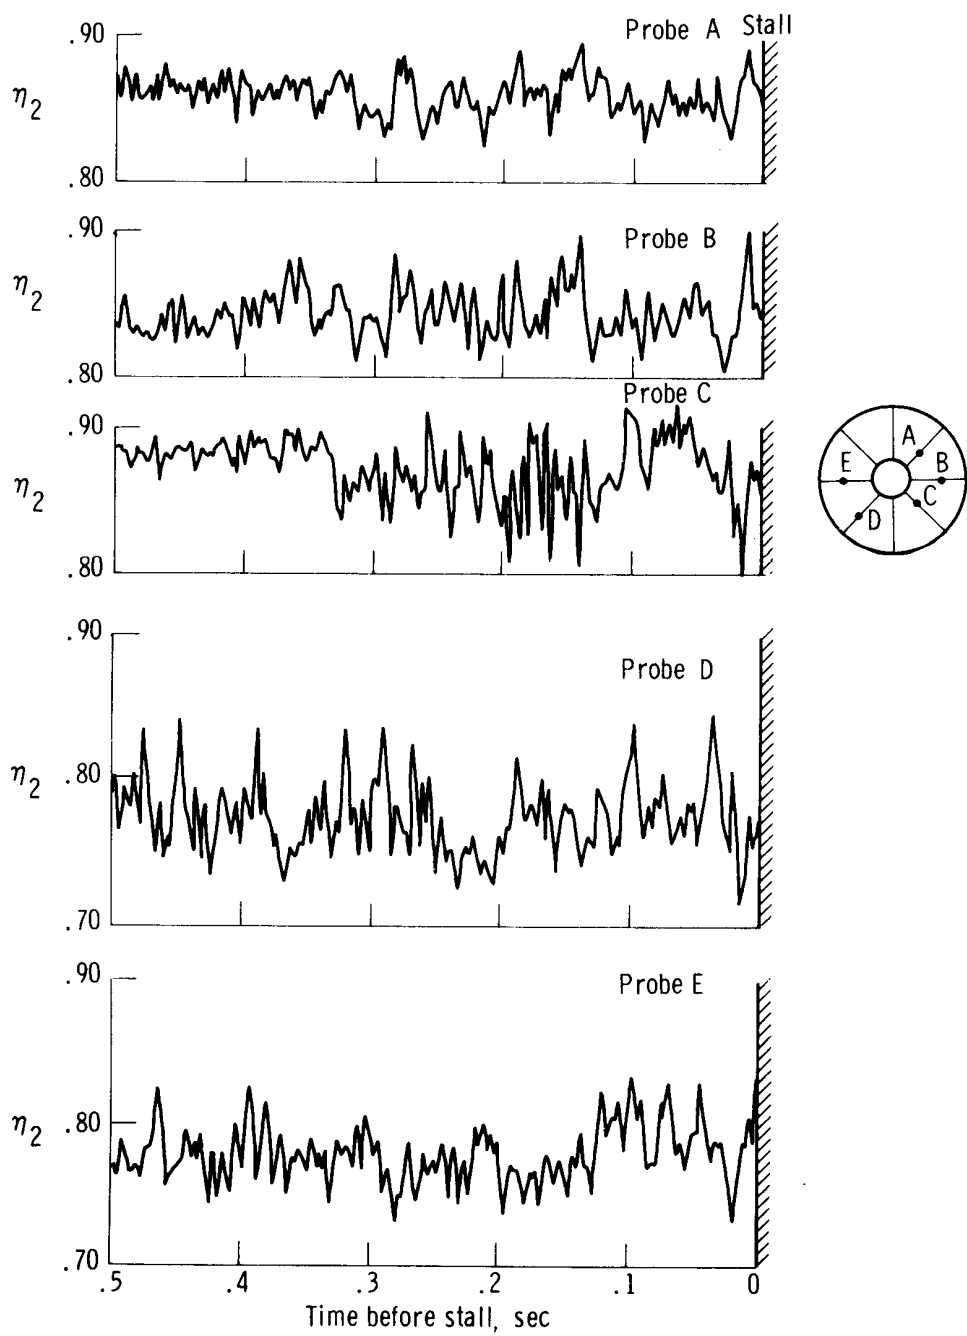 Probe A Stall
.90
η2
.80
Probe B
.90
η2
.80
Probe C
.90
η2
.80
A
E
B
C
D
Probe D
.90
η2
.80
.70
Probe E
.90
η2
.80
.70
.5 .4 .3 .2 .1 0
Time before stall, sec